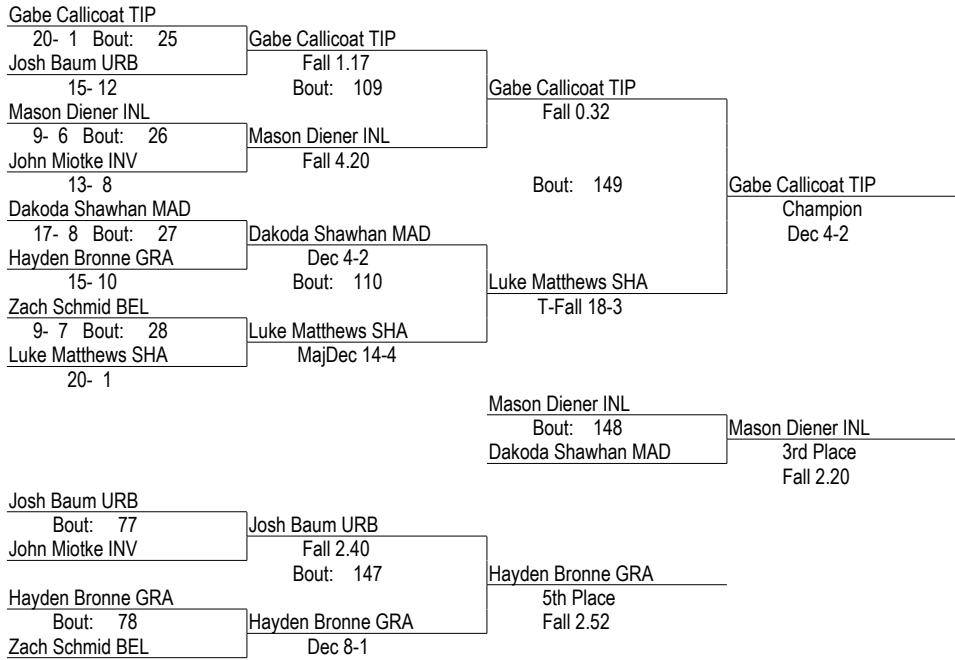 Gabe Callicoat TIP
20- 1 Bout: 25
Gabe Callicoat TIP
Josh Baum URB
Fall 1.17
15- 12
Bout: 109
Gabe Callicoat TIP
Mason Diener INL
Fall 0.32
9- 6 Bout: 26
Mason Diener INL
John Miotke INV
Fall 4.20
13- 8
Bout: 149
Gabe Callicoat TIP
Dakoda Shawhan MAD
Champion
17- 8 Bout: 27
Dakoda Shawhan MAD
Dec 4-2
Hayden Bronne GRA
Dec 4-2
15- 10
Bout: 110
Luke Matthews SHA
Zach Schmid BEL
T-Fall 18-3
9- 7 Bout: 28
Luke Matthews SHA
Luke Matthews SHA
MajDec 14-4
20- 1
Mason Diener INL
Bout: 148
Mason Diener INL
Dakoda Shawhan MAD
3rd Place
Fall 2.20
Josh Baum URB
Bout: 77
Josh Baum URB
John Miotke INV
Fall 2.40
Bout: 147
Hayden Bronne GRA
Hayden Bronne GRA
5th Place
Bout: 78
Hayden Bronne GRA
Fall 2.52
Zach Schmid BEL
Dec 8-1